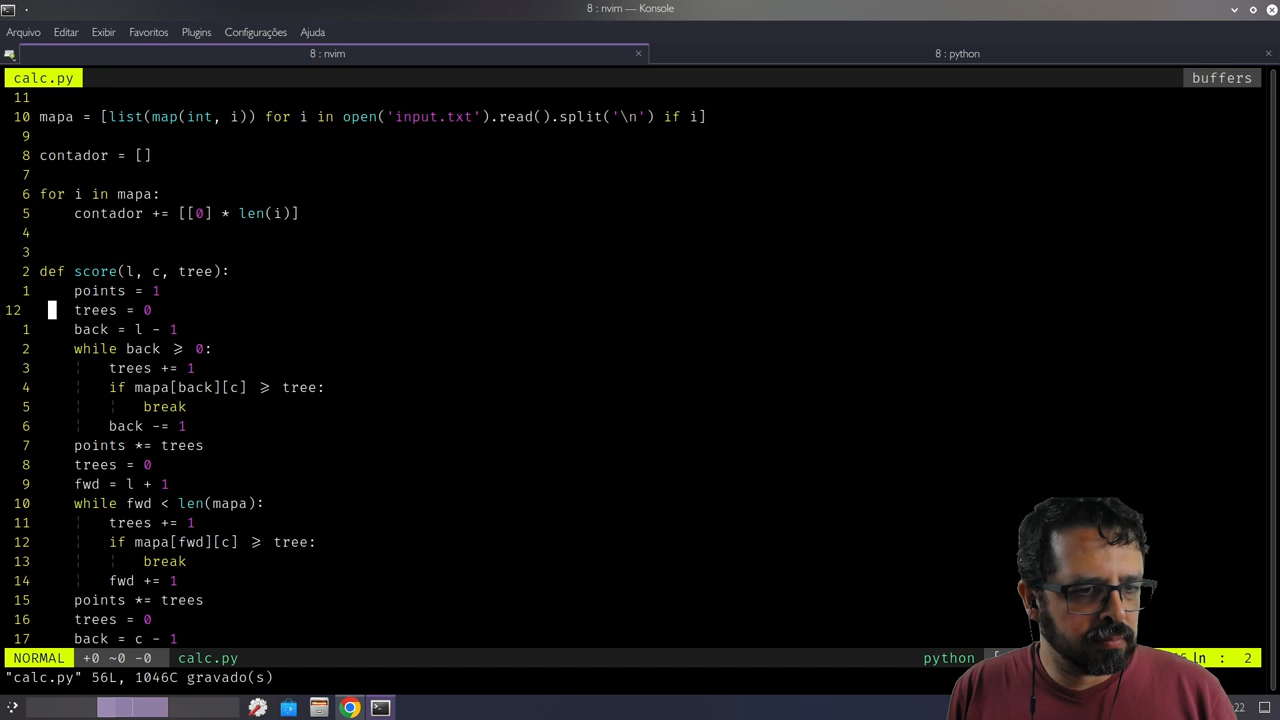 8 : nvim — Konsole
Arquivo Editar Exibir Favoritos Plugins Configurações Ajuda
8 : nvim
8 : python
calc.py
buffers
11
10 mapa = [list(map(int, i)) for i in open('input.txt').read().split('\n') if i]
9
8 contador = []
7
6 for i in mapa:
5 contador += [[0] * len(i)]
4
3
2 def score(l, c, tree):
1 points = 1
12 trees = 0
1 back = l - 1
2 while back ⩾ 0:
3 trees += 1
4 if mapa[back][c] ⩾ tree:
5 break
6 back -= 1
7 points *= trees
8 trees = 0
9 fwd = l + 1
10 while fwd < len(mapa):
11 trees += 1
12 if mapa[fwd][c] ⩾ tree:
13 break
14 fwd += 1
15 points *= trees
16 trees = 0
17 back = c - 1
NORMAL +0 ~0 -0 calc.py python [ ln : 2
"calc.py" 56L, 1046C gravado(s)
22